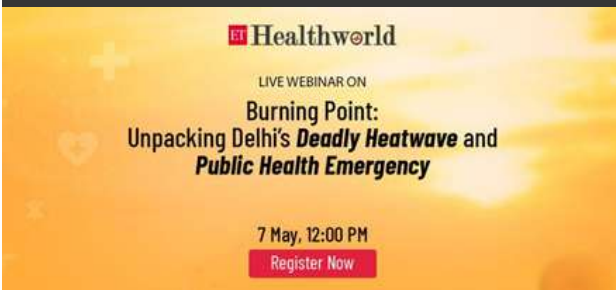 ET Healthworld
LIVE WEBINAR ON
Burning Point:
Unpacking Delhi's Deadly Heatwave and
Public Health Emergency
7 May, 12:00 PM
Register Now